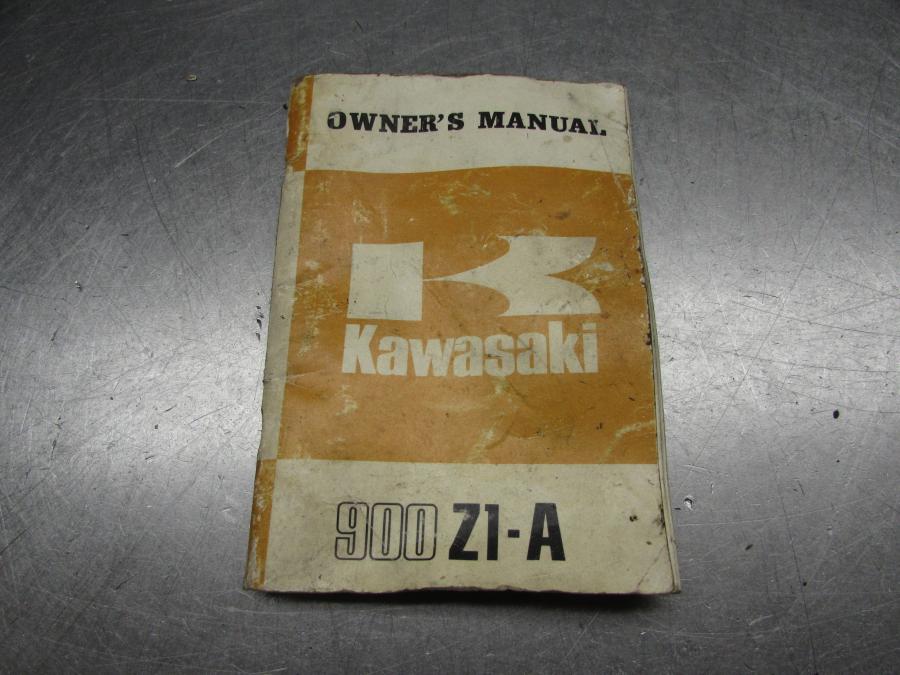 OWNER'S MANUAL
K
Kawasaki
900 Z1-A